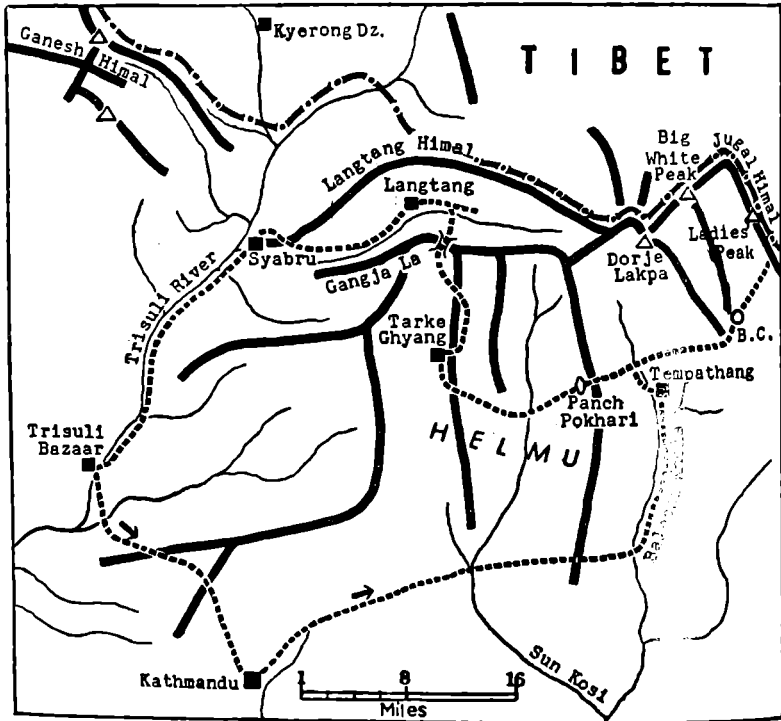 Kyerong Dz.
Ganesh Himal
TIBET
Big
White
Peak
Jugal Himal
Langtang Himal
Langtang
Ladies Peak
Syabru
Dorje
Lakpa
Gangja La
Trisuli River
Tarke
Ghyang
B.C.
Tempathang
Panch
Pokhari
Trisuli
Bazaar
HELMU
Sun Kosi
Kathmandu
1 8 16
Miles